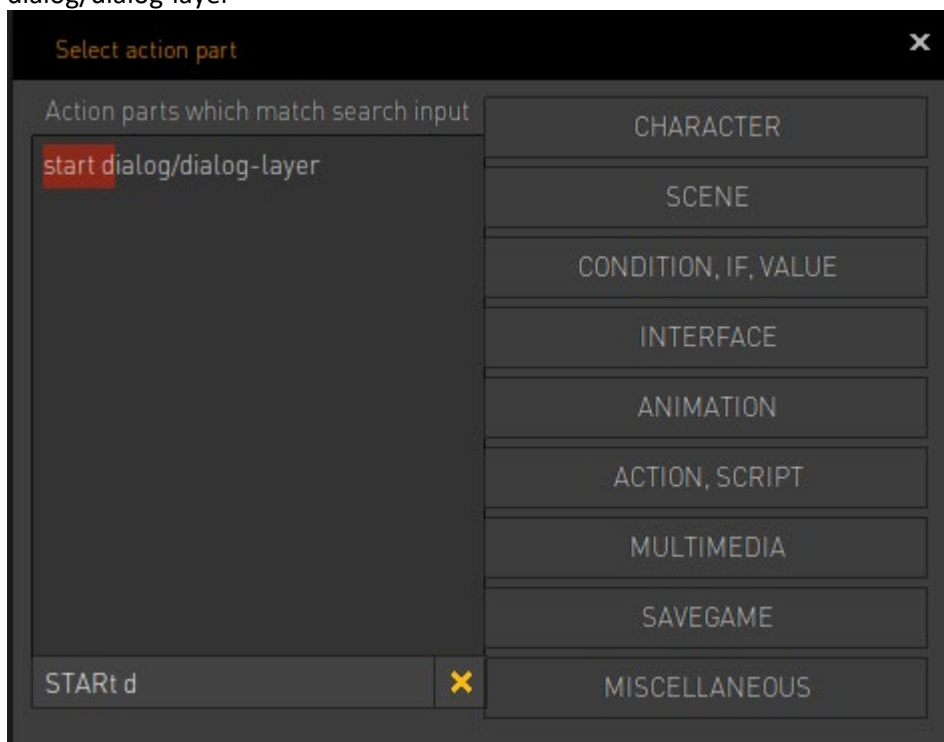 dialog/dialog-layer
Select action part
Action parts which match search input
start dialog/dialog-layer
STARt d
CHARACTER
SCENE
CONDITION, IF, VALUE
INTERFACE
ANIMATION
ACTION, SCRIPT
MULTIMEDIA
SAVEGAME
MISCELLANEOUS